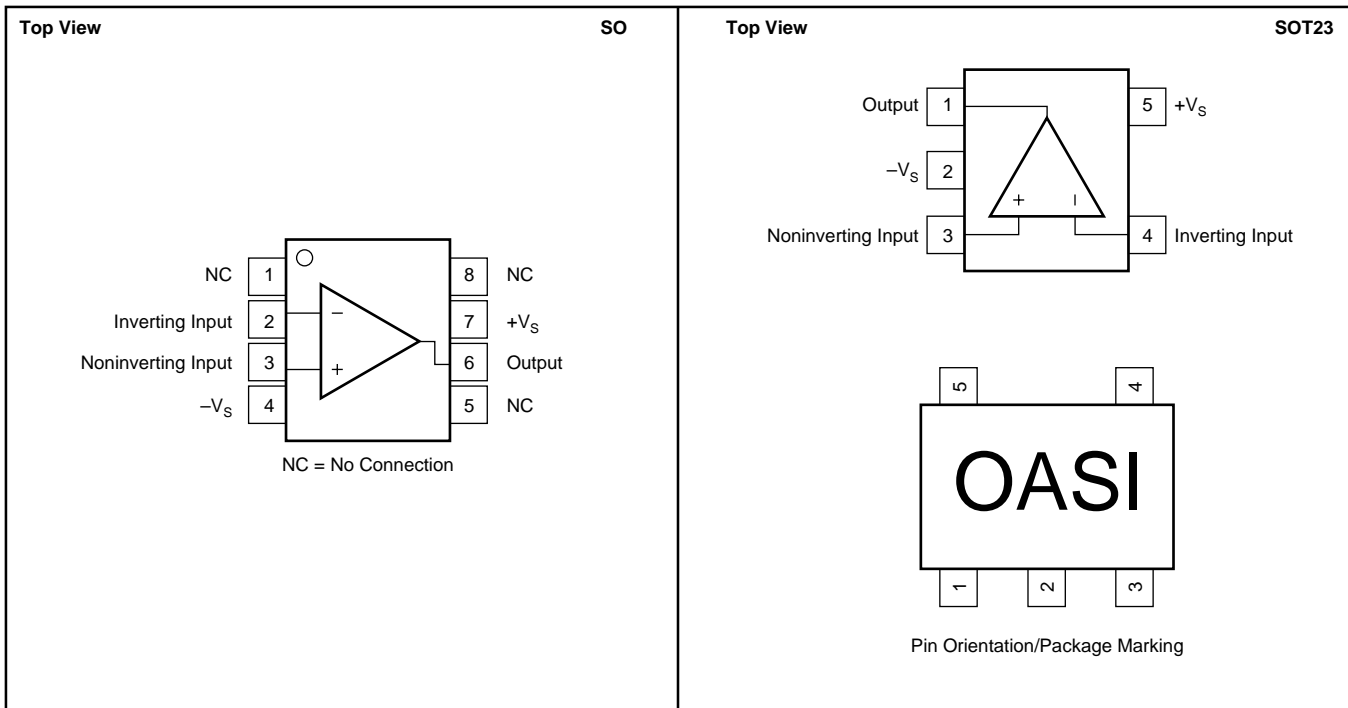 Top View SO
NC 1 8 NC
Inverting Input 2 − 7 +VS
Noninverting Input 3 + 6 Output
–VS 4 5 NC
NC = No Connection
Top View SOT23
Output 1 5 +VS
–VS 2
Noninverting Input 3 + − 4 Inverting Input
5 4
OASI
1 2 3
Pin Orientation/Package Marking